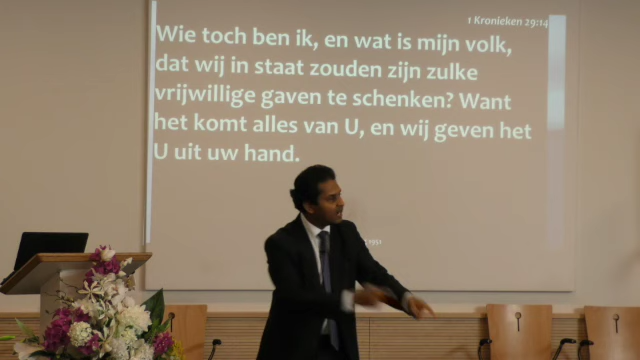 1 Kronieken 29:14
Wie toch ben ik, en wat is mijn volk,
dat wij in staat zouden zijn zulke
vrijwillige gaven te schenken? Want
het komt alles van U, en wij geven het
U uit uw hand.
1951